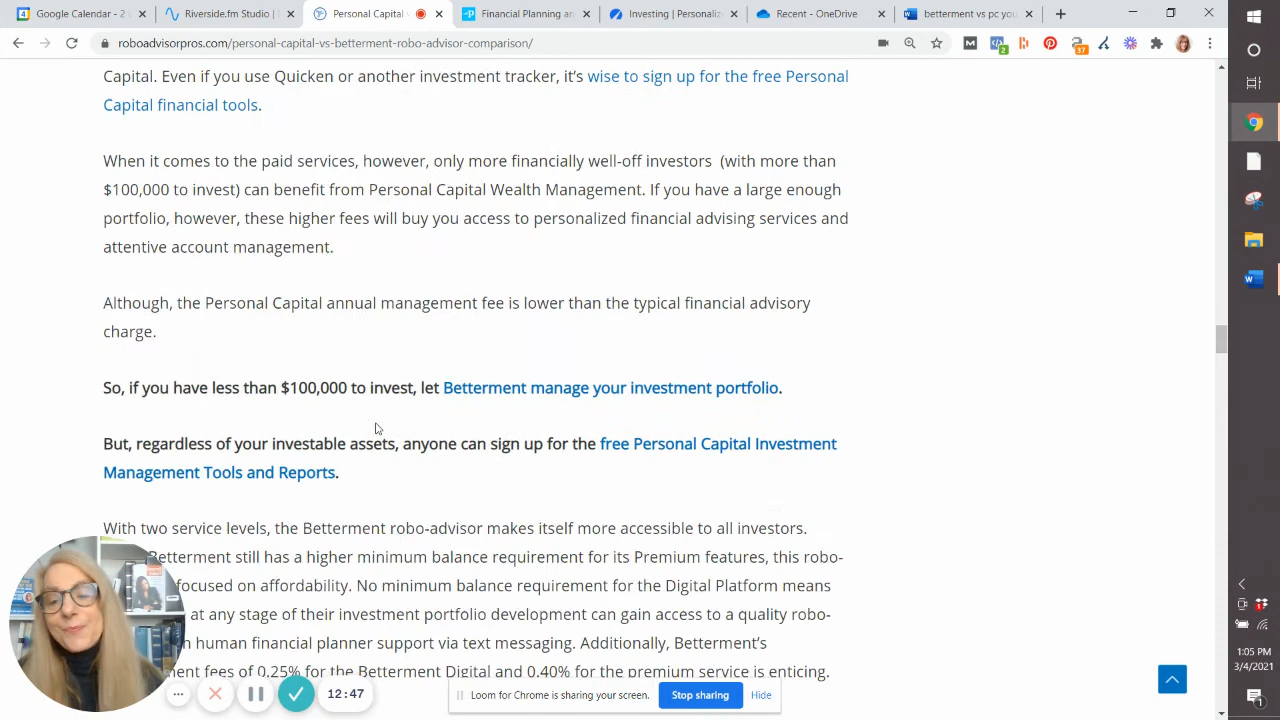 Google Calendar - 
Riverside.fm Studio |
Personal Capital v
Financial Planning an
Investing | Personaliz
Recent - OneDrive
betterment vs pc you
roboadvisorpros.com/personal-capital-vs-betterment-robo-advisor-comparison/
2
37
Capital. Even if you use Quicken or another investment tracker, it's wise to sign up for the free Personal
Capital financial tools.
When it comes to the paid services, however, only more financially well-off investors (with more than
$100,000 to invest) can benefit from Personal Capital Wealth Management. If you have a large enough
portfolio, however, these higher fees will buy you access to personalized financial advising services and
attentive account management.
Although, the Personal Capital annual management fee is lower than the typical financial advisory
charge.
So, if you have less than $100,000 to invest, let Betterment manage your investment portfolio.
But, regardless of your investable assets, anyone can sign up for the free Personal Capital Investment
Management Tools and Reports.
With two service levels, the Betterment robo-advisor makes itself more accessible to all investors.
Betterment still has a higher minimum balance requirement for its Premium features, this robo-
focused on affordability. No minimum balance requirement for the Digital Platform means
at any stage of their investment portfolio development can gain access to a quality robo-
human financial planner support via text messaging. Additionally, Betterment's
ment fees of 0.25% for the Betterment Digital and 0.40% for the premium service is enticing.
12:47
Loom for Chrome is sharing your screen.
Stop sharing
Hide
1:05 PM
3/4/2021
1